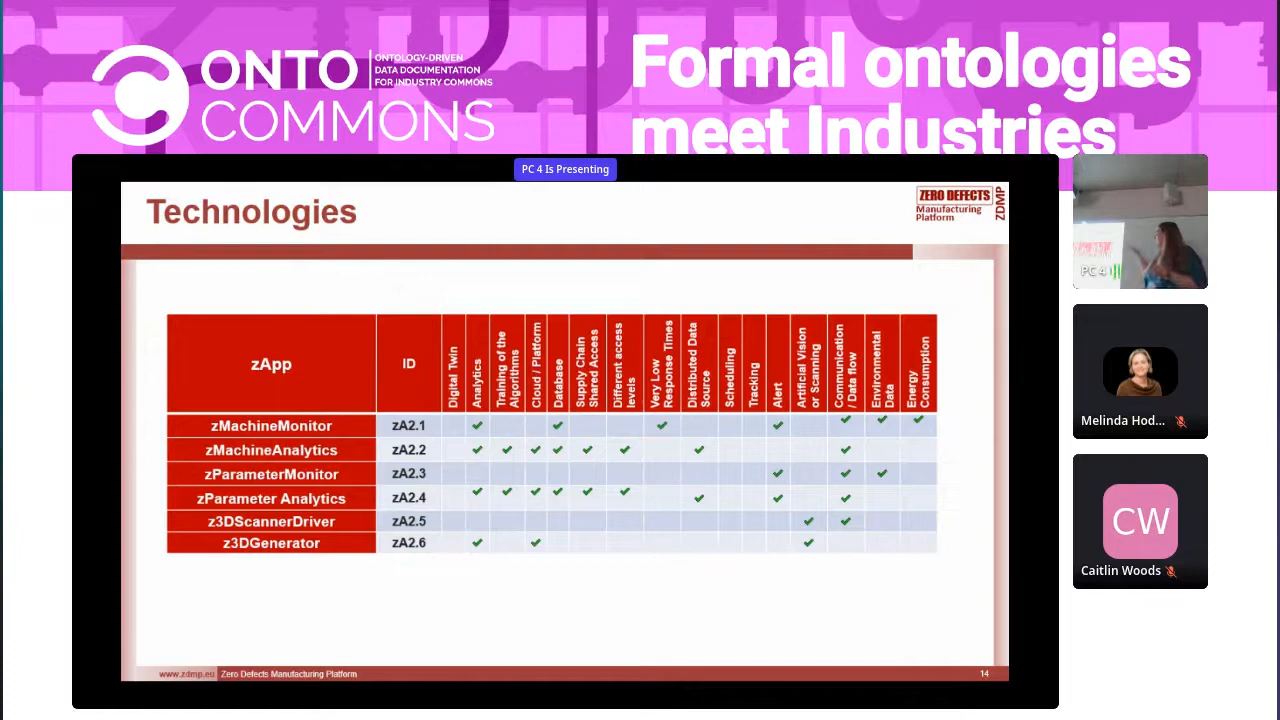 ONTO
COMMONS
ONTOLOGY-DRIVEN
DATA DOCUMENTATION
FOR INDUSTRY COMMONS
Formal ontologies
meet Industries
PC 4 Is Presenting
Technologies
ZERO DEFECTS
Manufacturing
Platform
ZDMP
zApp ID Digital Twin Analytics Training of the Algorithms Cloud / Platform Database Supply Chain Shared Access Different access levels Very Low Response Times Distributed Data Source Scheduling Tracking Alert Artificial Vision or Scanning Communication / Data flow Environmental Data Energy Consumption
zMachineMonitor zA2.1
zMachineAnalytics zA2.2
zParameterMonitor zA2.3
zParameter Analytics zA2.4
z3DScannerDriver zA2.5
z3DGenerator zA2.6
www.zdmp.eu Zero Defects Manufacturing Platform 14
PC 4
Melinda Hod...
CW
Caitlin Woods